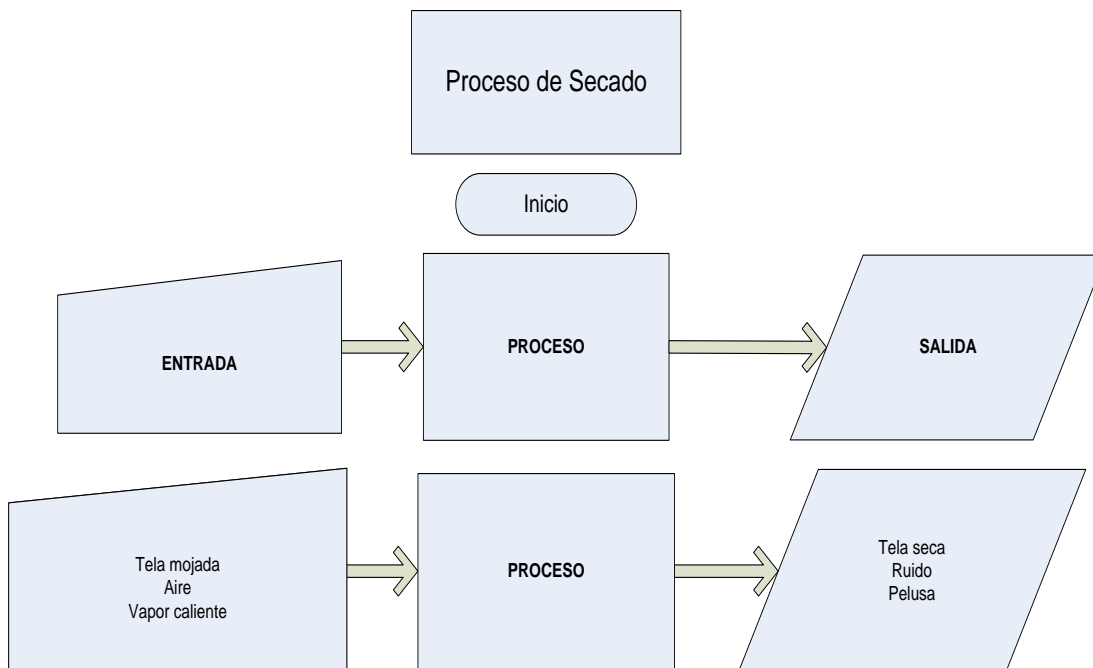 Proceso de Secado
Inicio
ENTRADA
PROCESO
SALIDA
Tela mojada
Aire
Vapor caliente
PROCESO
Tela seca
Ruido
Pelusa